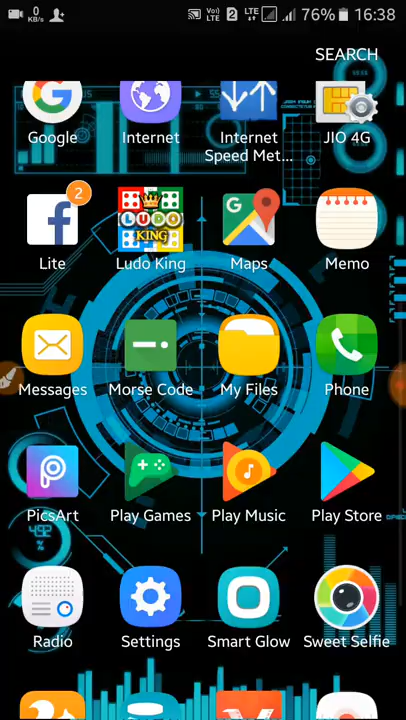 0
KB/s
Vo))
LTE
2
LTE
76%
16:38
SEARCH
Google
Internet
Internet
Speed Met...
JIO 4G
2
LUDO
KING
G
Lite
Ludo King
Maps
Memo
Messages
Morse Code
My Files
Phone
PicsArt
Play Games
Play Music
Play Store
Radio
Settings
Smart Glow
Sweet Selfie